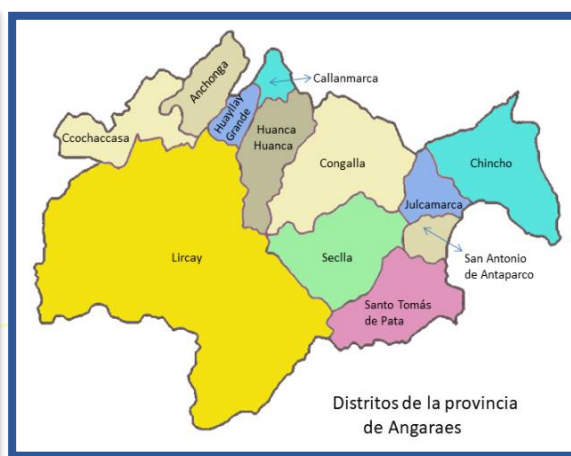 Callanmarca
Anchonga
Huayllay
Grande
Ccochaccasa
Huanca
Huanca
Congalla
Chincho
Julcamarca
Lircay
Seclla
San Antonio
de Antaparco
Santo Tomás
de Pata
Distritos de la provincia
de Angaraes